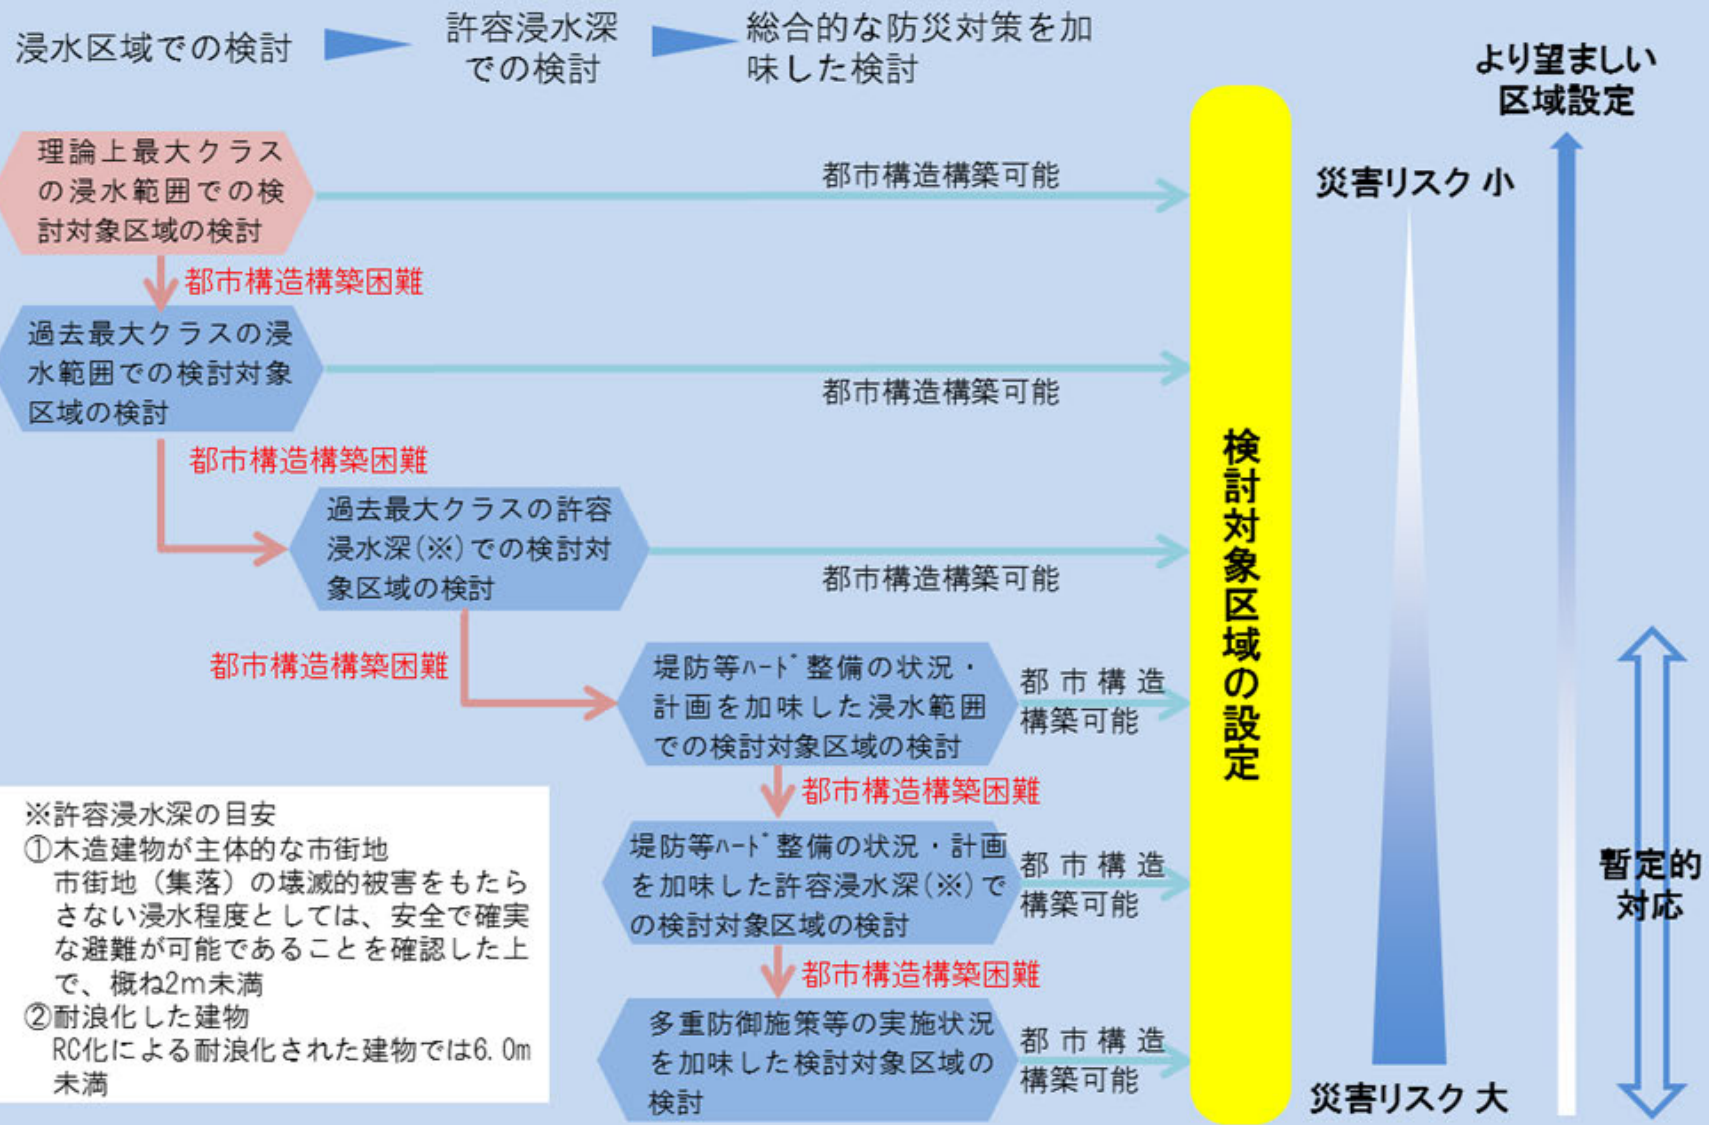 浸水区域での検討
許容浸水深
での検討
総合的な防災対策を加
味した検討
より望ましい
区域設定
理論上最大クラス
の浸水範囲での検
討対象区域の検討
都市構造構築可能
災害リスク 小
都市構造構築困難
過去最大クラスの浸
水範囲での検討対象
区域の検討
都市構造構築可能
都市構造構築困難
過去最大クラスの許容
浸水深(※)での検討対
象区域の検討
都市構造構築可能
都市構造構築困難
堤防等ﾊｰﾄﾞ整備の状況・
計画を加味した浸水範囲
での検討対象区域の検討
都市構造
構築可能
都市構造構築困難
堤防等ﾊｰﾄﾞ整備の状況・計画
を加味した許容浸水深(※)で
の検討対象区域の検討
都市構造
構築可能
都市構造構築困難
多重防御施策等の実施状況
を加味した検討対象区域の
検討
都市構造
構築可能
検討対象区域の設定
暫定的
対応
災害リスク 大
※許容浸水深の目安
①木造建物が主体的な市街地
市街地（集落）の壊滅的被害をもたら
さない浸水程度としては、安全で確実
な避難が可能であることを確認した上
で、概ね2m未満
②耐浪化した建物
RC化による耐浪化された建物では6.0m
未満